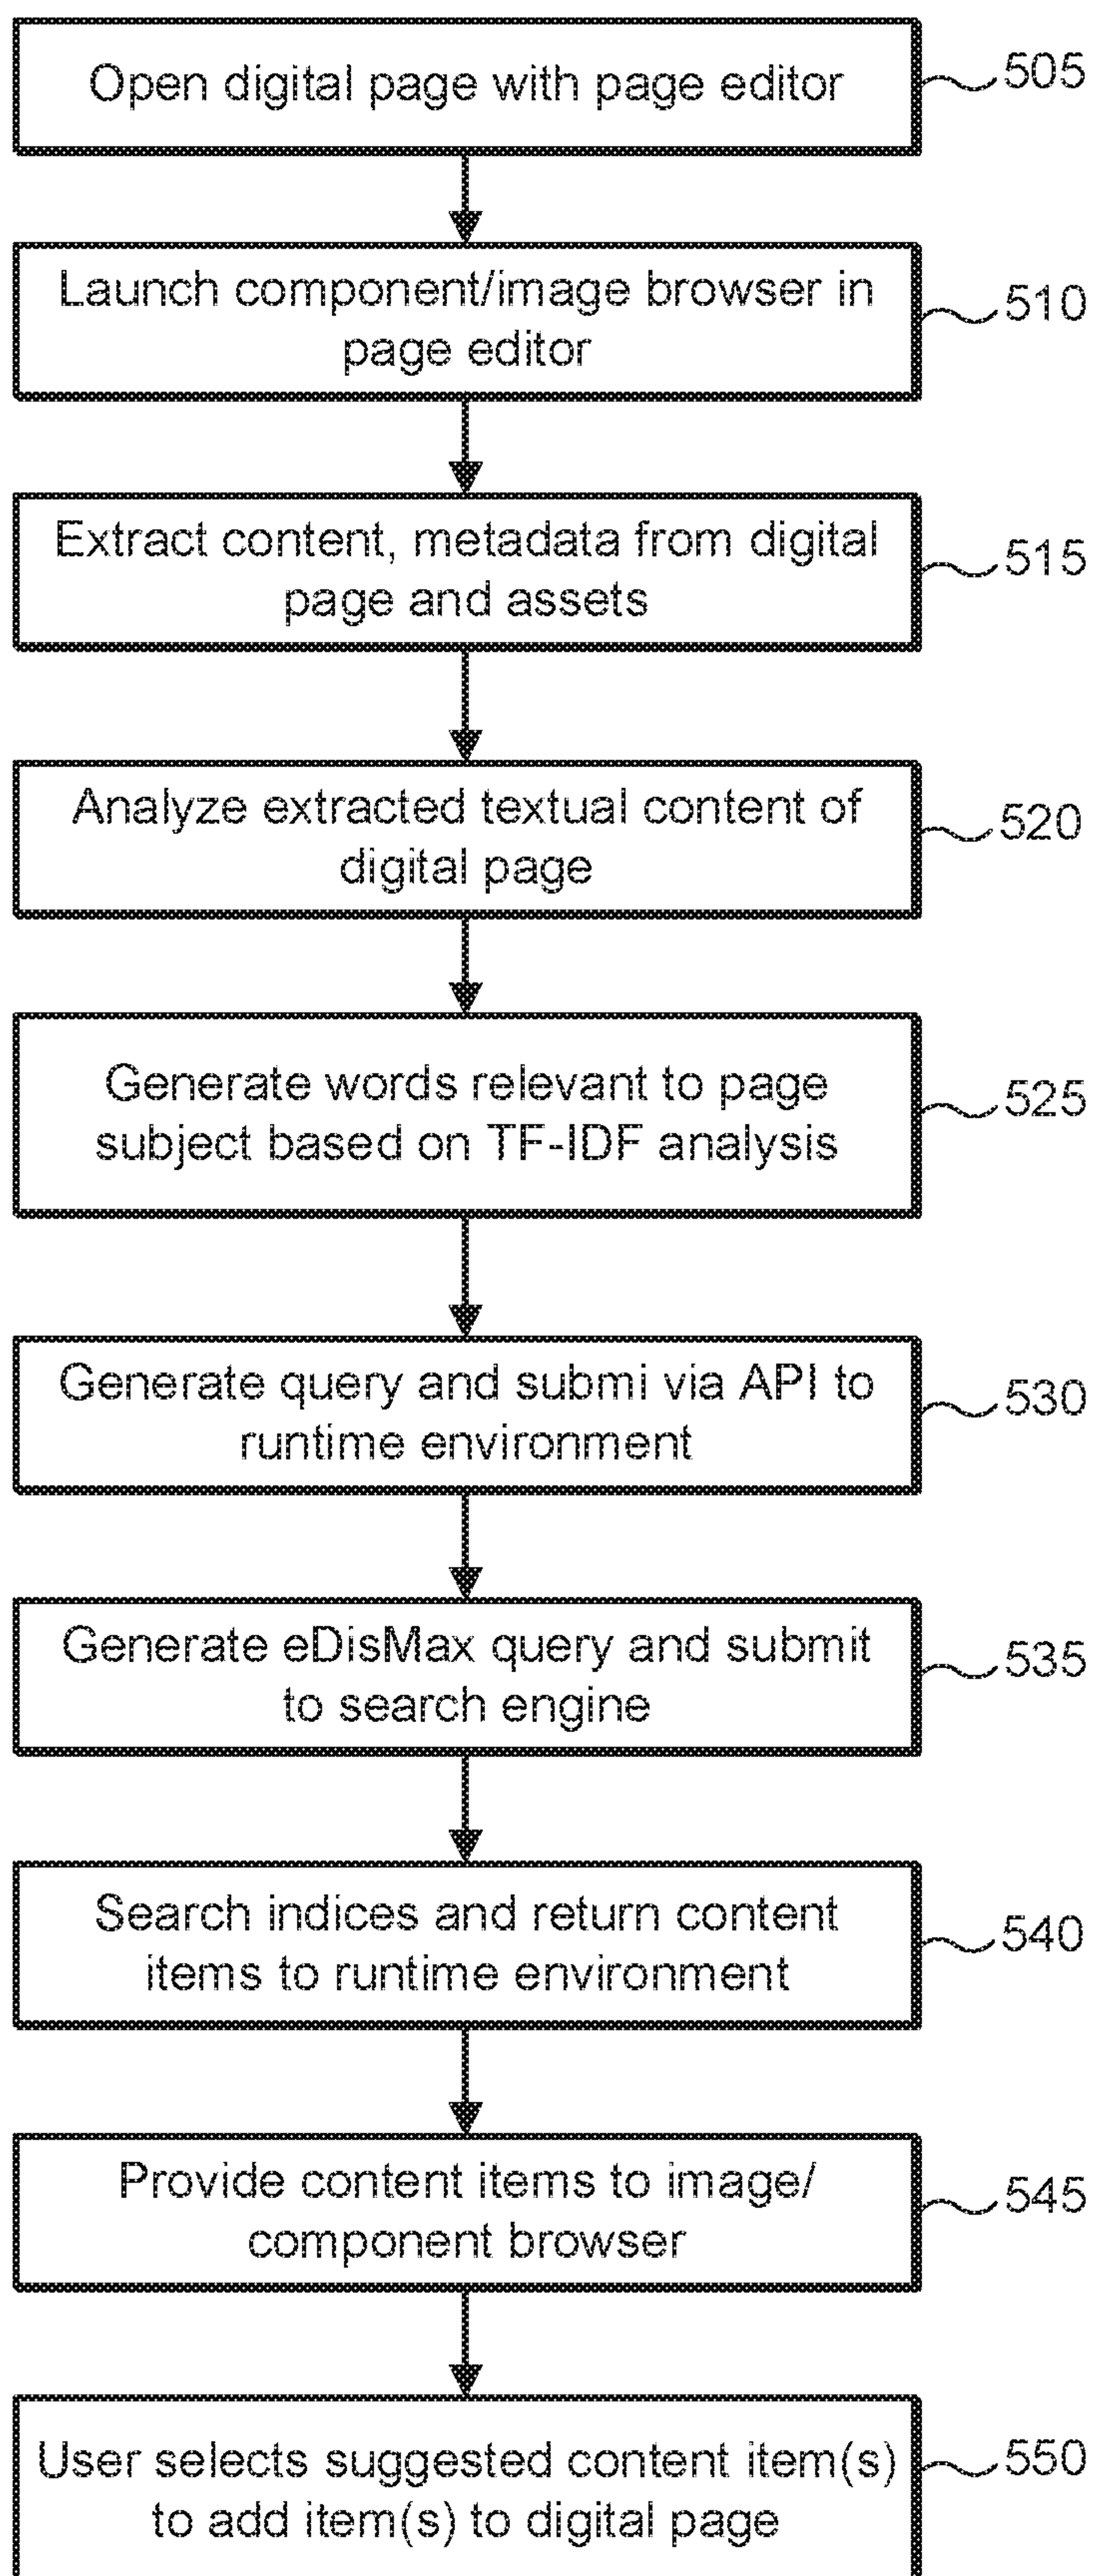 Open digital page with page editor
505
Launch component/image browser in
page editor
510
Extract content, metadata from digital
page and assets
515
Analyze extracted textual content of
digital page
520
Generate words relevant to page
subject based on TF-IDF analysis
525
Generate query and submi via API to
runtime environment
530
Generate eDisMax query and submit
to search engine
535
Search indices and return content
items to runtime environment
540
Provide content items to image/
component browser
545
User selects suggested content item(s)
to add item(s) to digital page
550